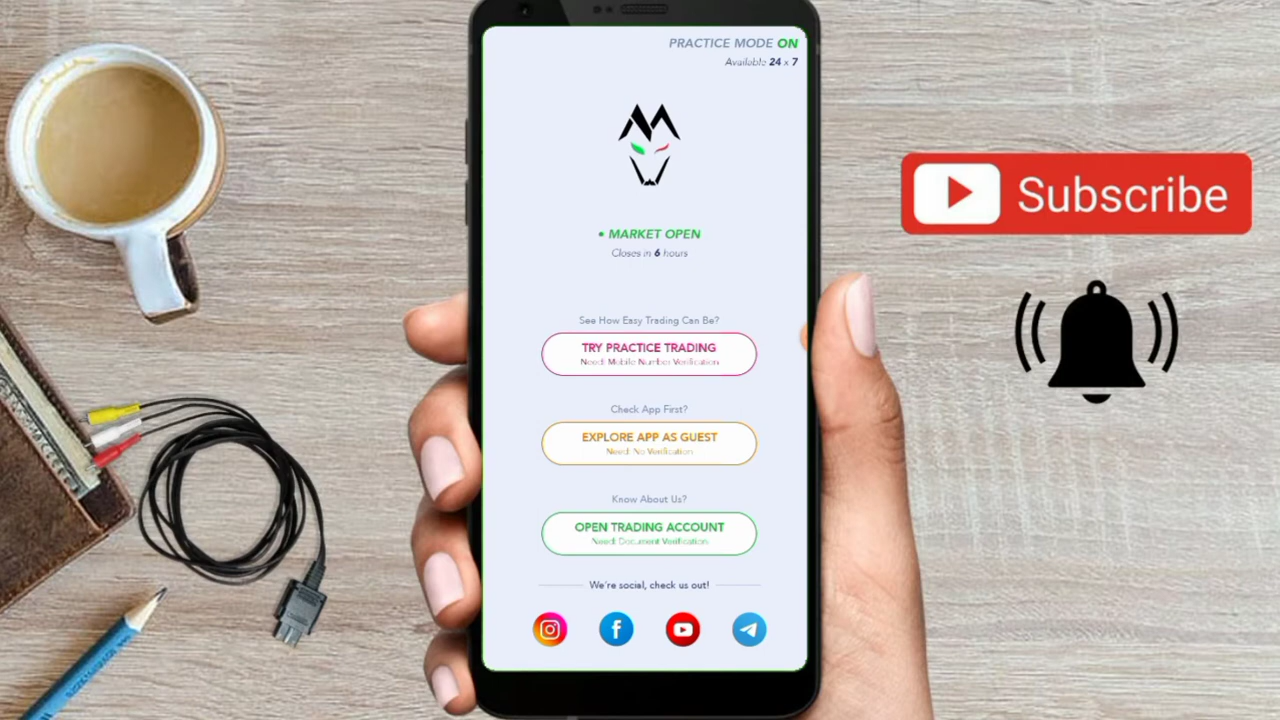 PRACTICE MODE ON
Available 24 x 7
• MARKET OPEN
Closes in 6 hours
See How Easy Trading Can Be?
TRY PRACTICE TRADING
Need: Mobile Number Verification
Check App First?
EXPLORE APP AS GUEST
Need: No Verification
Know About Us?
OPEN TRADING ACCOUNT
Need: Document Verification
We're social, check us out!
Subscribe